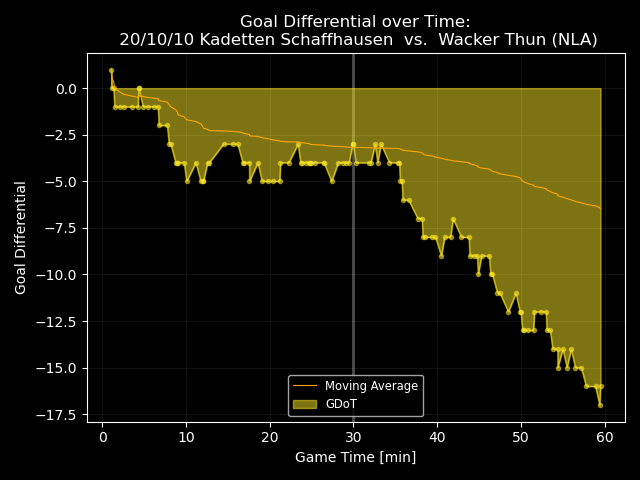 Goal Differential over Time:
20/10/10 Kadetten Schaffhausen  vs.  Wacker Thun (NLA)
Goal Differential
0.0
−2.5
−5.0
−7.5
−10.0
−12.5
−15.0
−17.5
Moving Average
GDoT
0 10 20 30 40 50 60
Game Time [min]